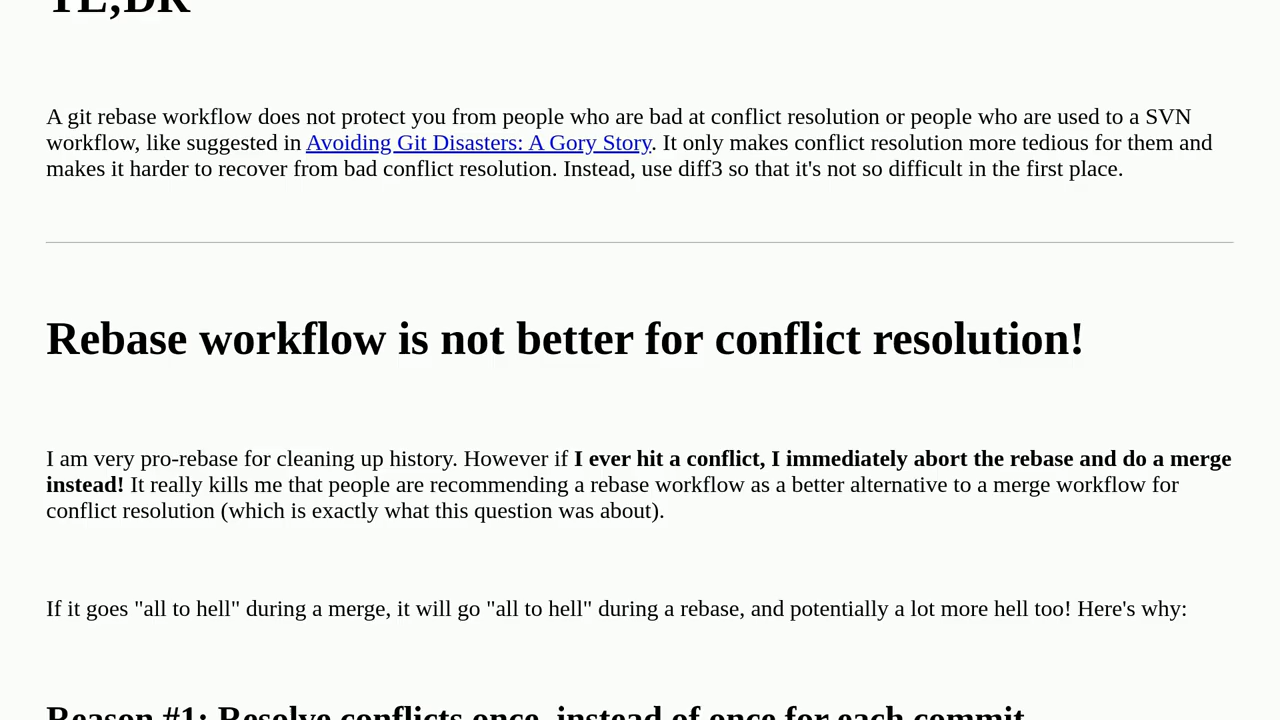 TL;DR
A git rebase workflow does not protect you from people who are bad at conflict resolution or people who are used to a SVN
workflow, like suggested in Avoiding Git Disasters: A Gory Story. It only makes conflict resolution more tedious for them and
makes it harder to recover from bad conflict resolution. Instead, use diff3 so that it's not so difficult in the first place.
Rebase workflow is not better for conflict resolution!
I am very pro-rebase for cleaning up history. However if I ever hit a conflict, I immediately abort the rebase and do a merge
instead! It really kills me that people are recommending a rebase workflow as a better alternative to a merge workflow for
conflict resolution (which is exactly what this question was about).
If it goes "all to hell" during a merge, it will go "all to hell" during a rebase, and potentially a lot more hell too! Here's why:
Reason #1: Resolve conflicts once, instead of once for each commit